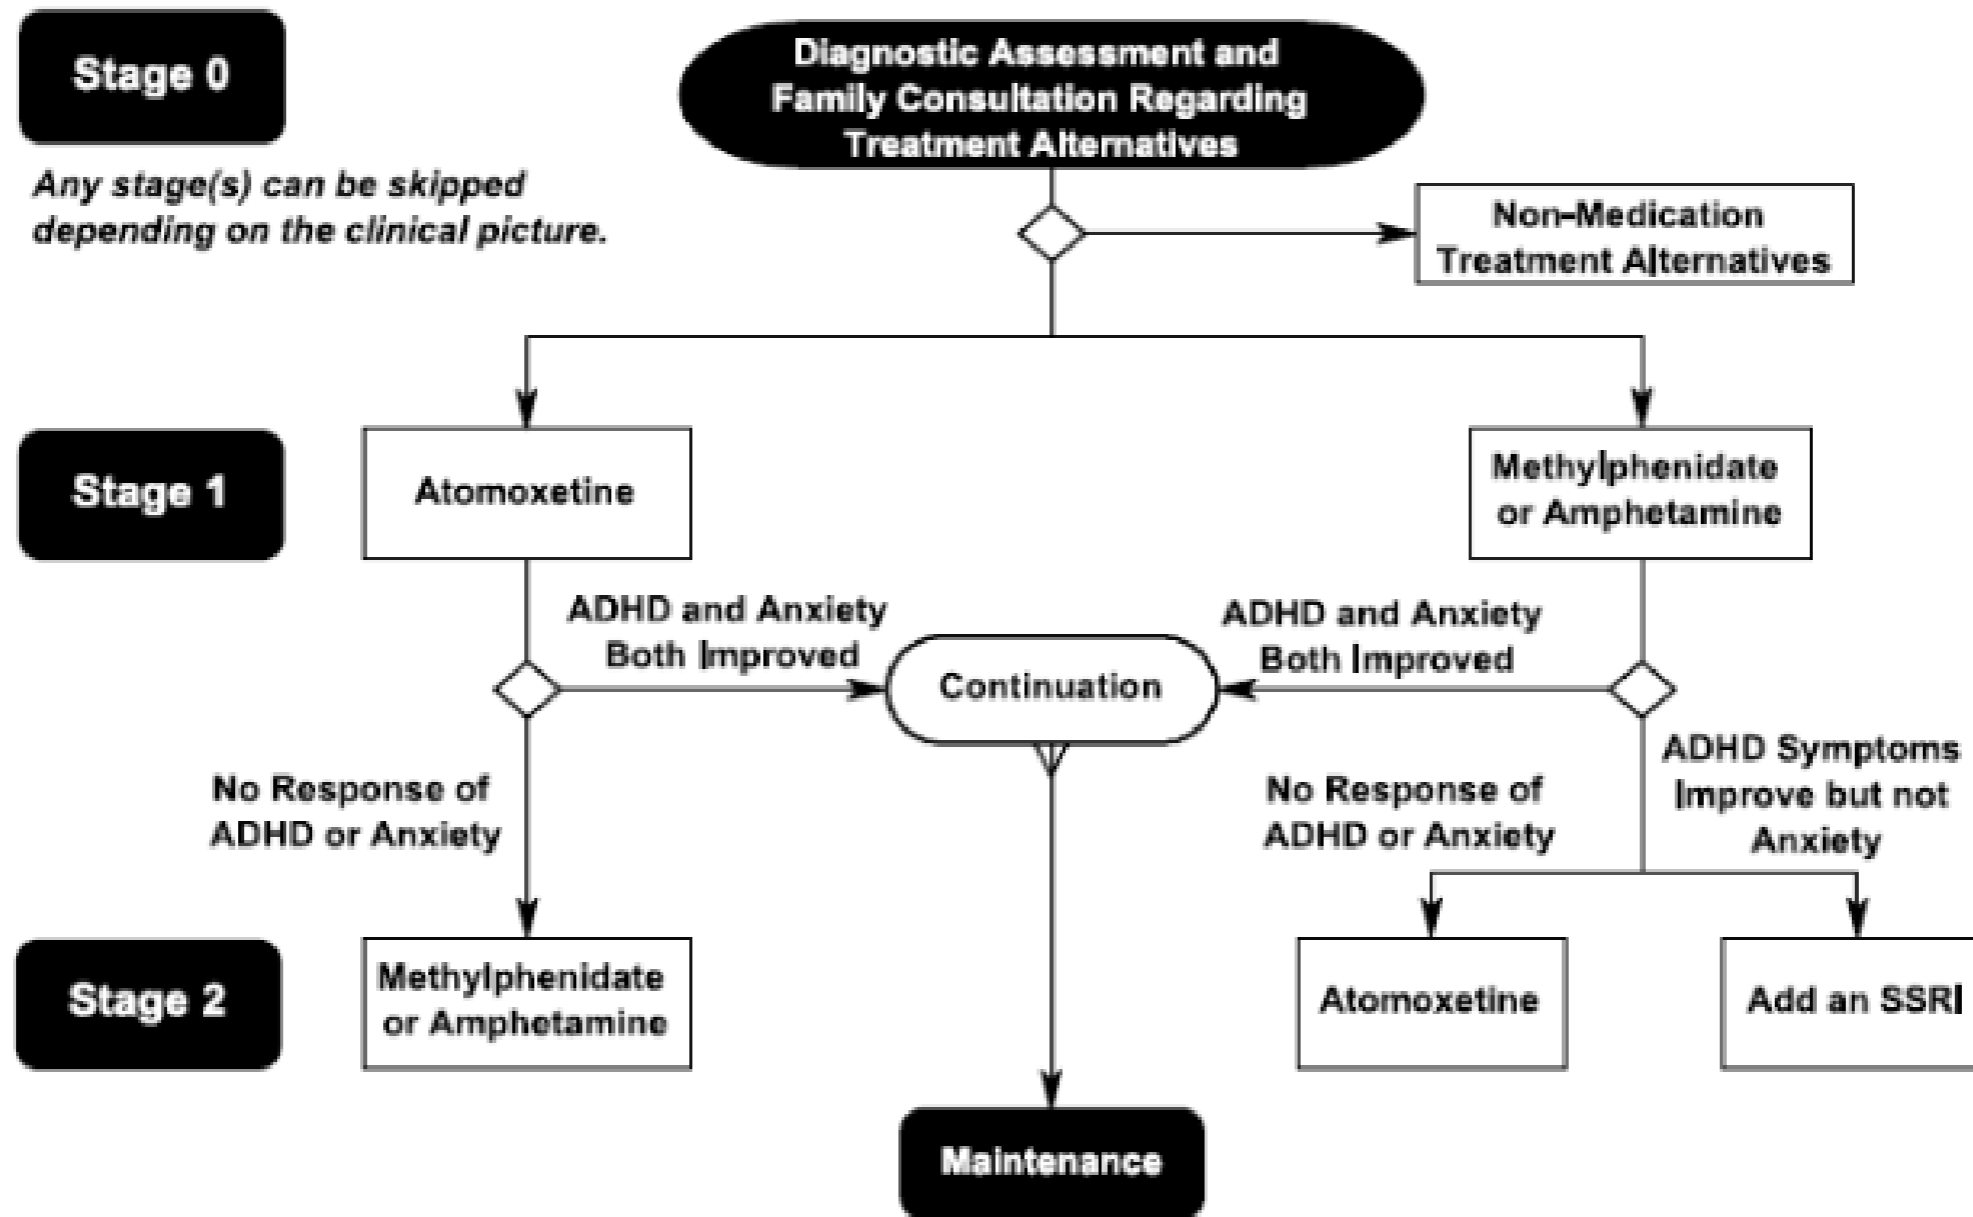 Stage 0
Diagnostic Assessment and
Family Consultation Regarding
Treatment Alternatives
Any stage(s) can be skipped
depending on the clinical picture.
Non-Medication
Treatment Alternatives
Stage 1
Atomoxetine
Methylphenidate
or Amphetamine
ADHD and Anxiety
Both Improved
Continuation
ADHD and Anxiety
Both Improved
No Response of
ADHD or Anxiety
No Response of
ADHD or Anxiety
ADHD Symptoms
Improve but not
Anxiety
Stage 2
Methylphenidate
or Amphetamine
Atomoxetine
Add an SSRI
Maintenance